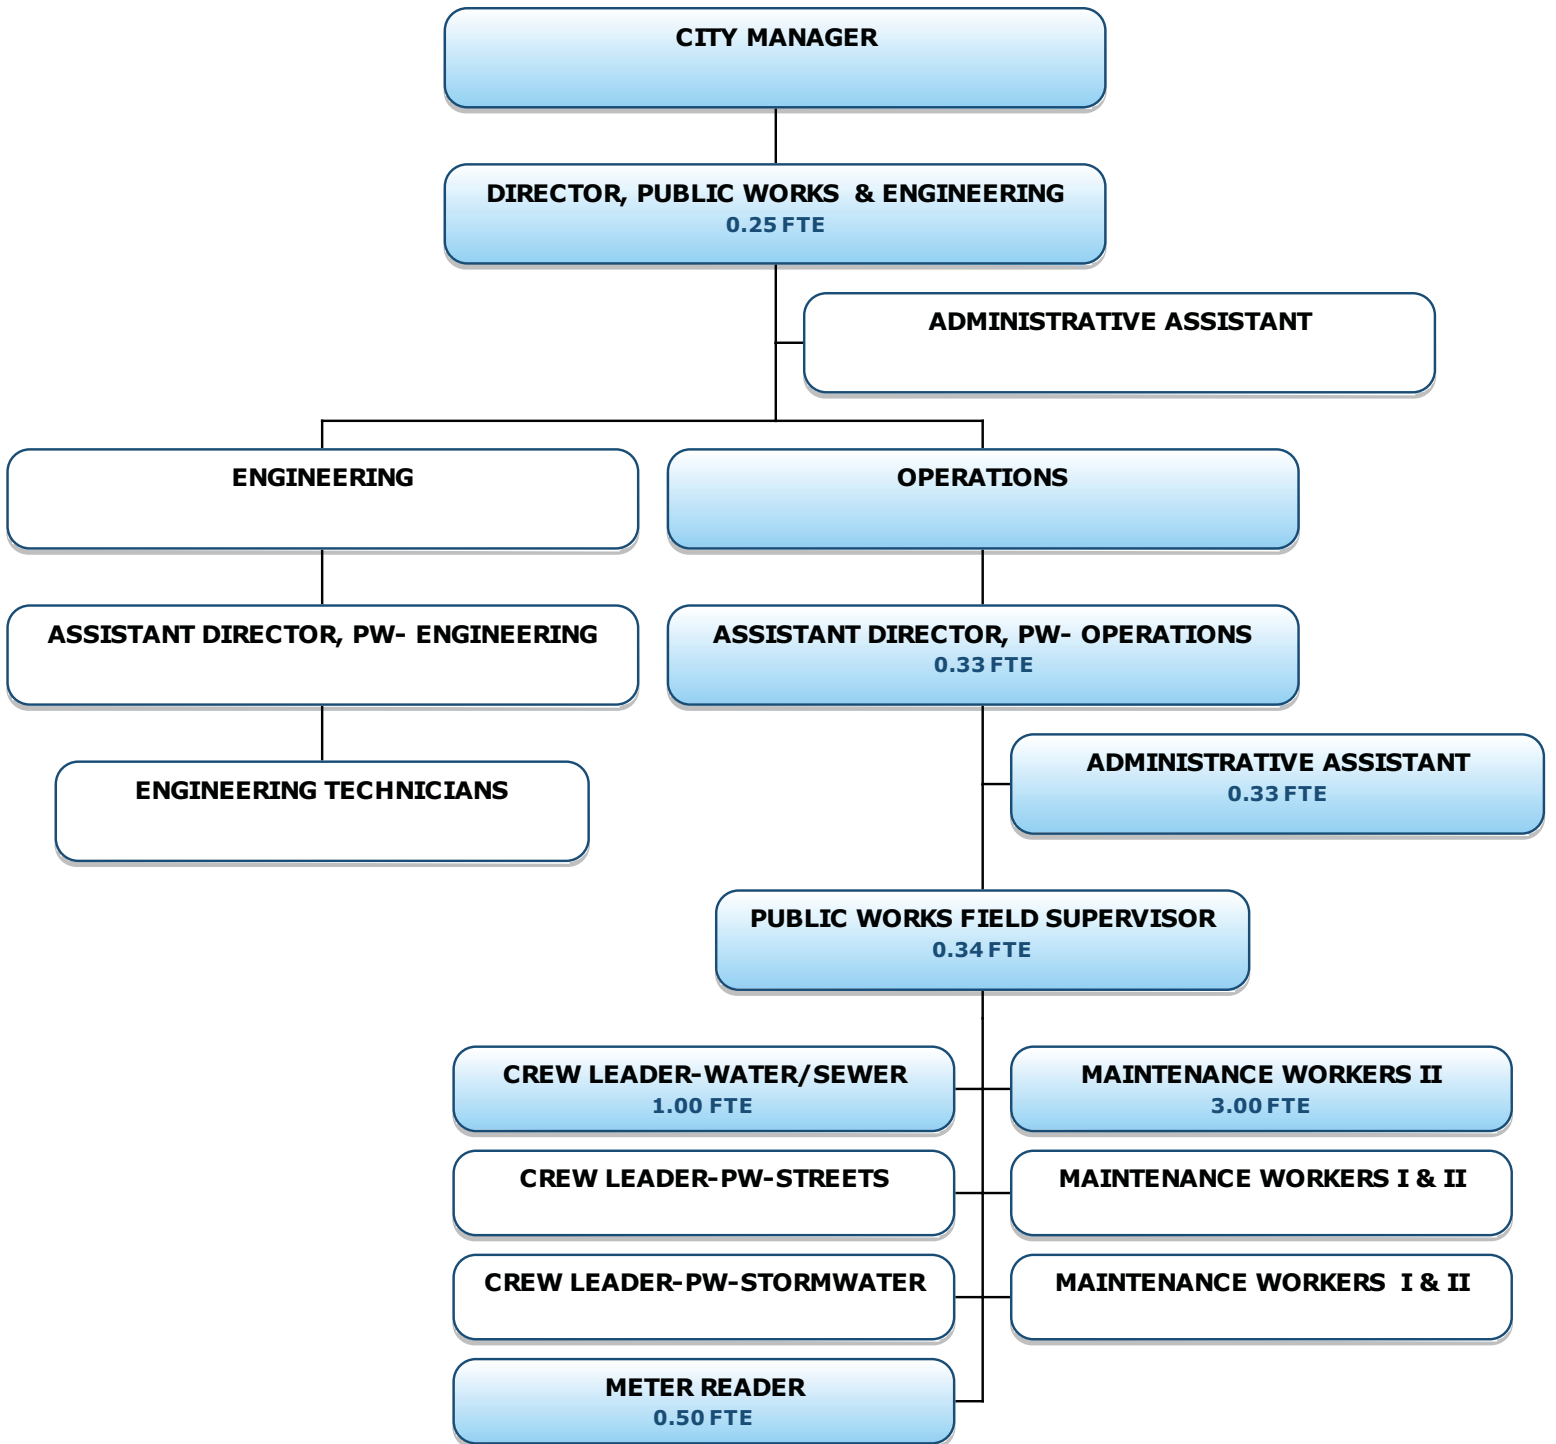 CITY MANAGER
DIRECTOR, PUBLIC WORKS & ENGINEERING
0.25 FTE
ADMINISTRATIVE ASSISTANT
ENGINEERING
OPERATIONS
ASSISTANT DIRECTOR, PW- ENGINEERING
ASSISTANT DIRECTOR, PW- OPERATIONS
0.33 FTE
ADMINISTRATIVE ASSISTANT
0.33 FTE
ENGINEERING TECHNICIANS
PUBLIC WORKS FIELD SUPERVISOR
0.34 FTE
CREW LEADER-WATER/SEWER
1.00 FTE
MAINTENANCE WORKERS II
3.00 FTE
CREW LEADER-PW-STREETS
MAINTENANCE WORKERS I & II
CREW LEADER-PW-STORMWATER
MAINTENANCE WORKERS I & II
METER READER
0.50 FTE